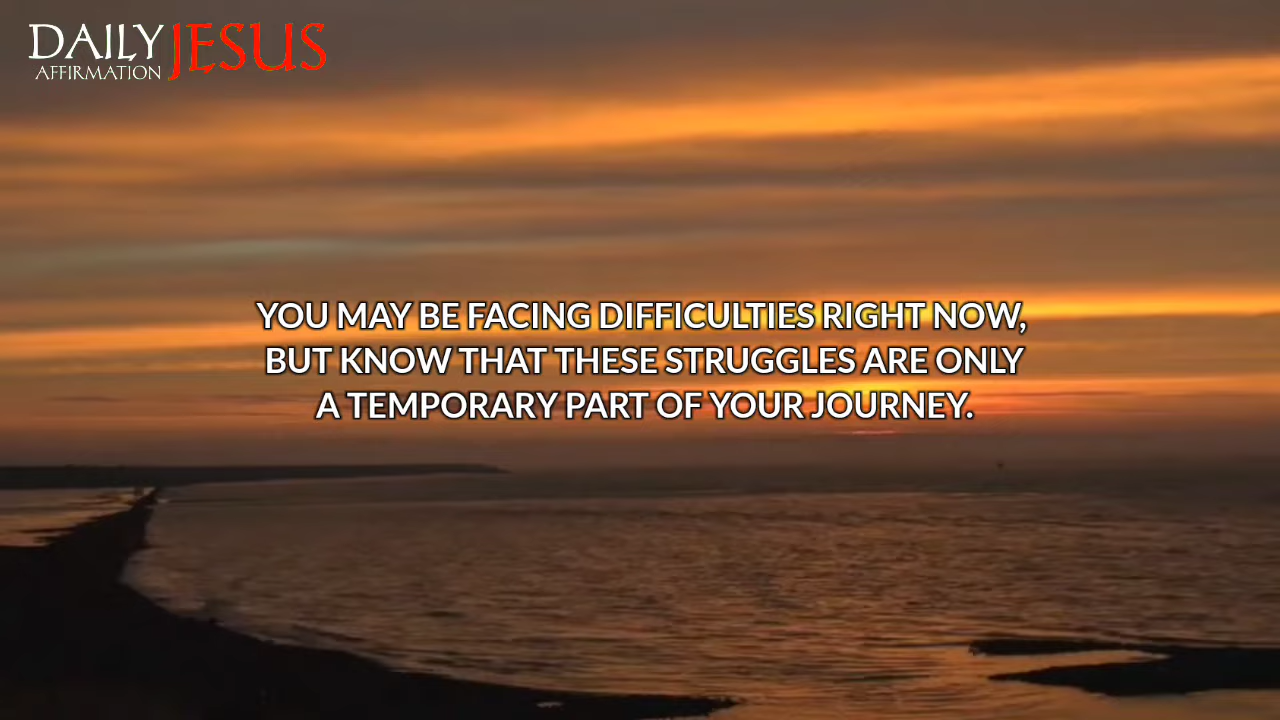 DAILY JESUS
AFFIRMATION
YOU MAY BE FACING DIFFICULTIES RIGHT NOW,
BUT KNOW THAT THESE STRUGGLES ARE ONLY
A TEMPORARY PART OF YOUR JOURNEY.